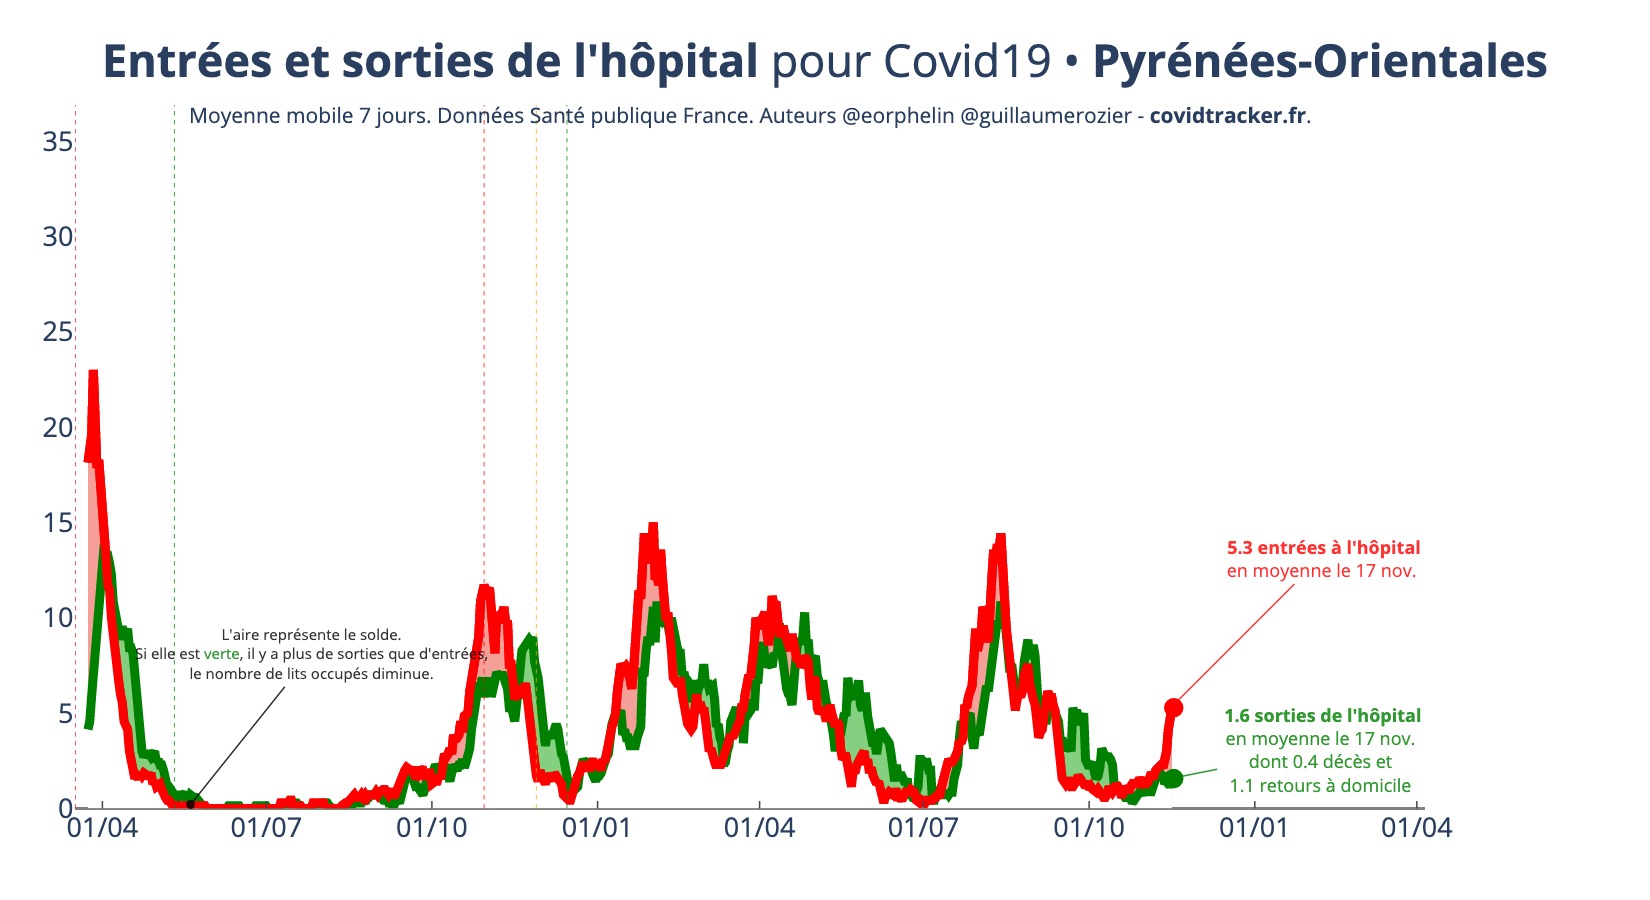 Entrées et sorties de l'hôpital pour Covid19 • Pyrénées-Orientales
Moyenne mobile 7 jours. Données Santé publique France. Auteurs @eorphelin @guillaumerozier - covidtracker.fr.
35
30
25
20
15
10
5
0
L'aire représente le solde.
Si elle est verte, il y a plus de sorties que d'entrées,
le nombre de lits occupés diminue.
5.3 entrées à l'hôpital
en moyenne le 17 nov.
1.6 sorties de l'hôpital
en moyenne le 17 nov.
dont 0.4 décès et
1.1 retours à domicile
01/04 01/07 01/10 01/01 01/04 01/07 01/10 01/01 01/04